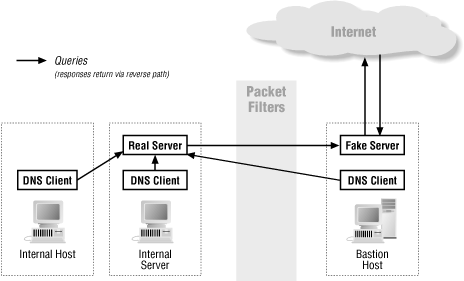 Internet
Queries
(responses return via reverse path)
Packet
Filters
Real Server
Fake Server
DNS Client
DNS Client
DNS Client
Internal Host
Internal
Server
Bastion
Host